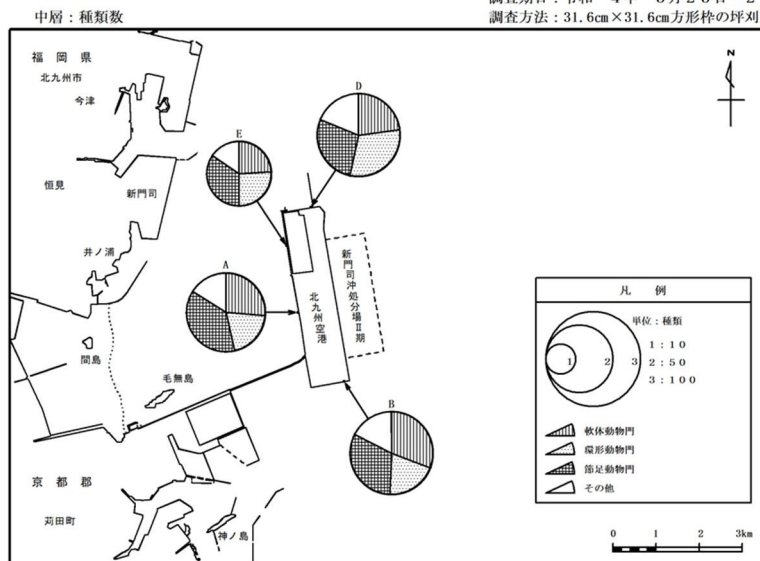 中層：種類数
調査方法：31.6cm×31.6cm方形枠の坪刈
福岡県
北九州市
今津
恒見
新門司
井ノ浦
間島
毛無島
京都郡
苅田町
神ノ島
E
D
A
B
北九州空港
新門司沖処分場Ⅱ期
N
凡　例
単位：種類
1：10
2：50
3：100
1 2 3
軟体動物門
環形動物門
節足動物門
その他
0 1 2 3km